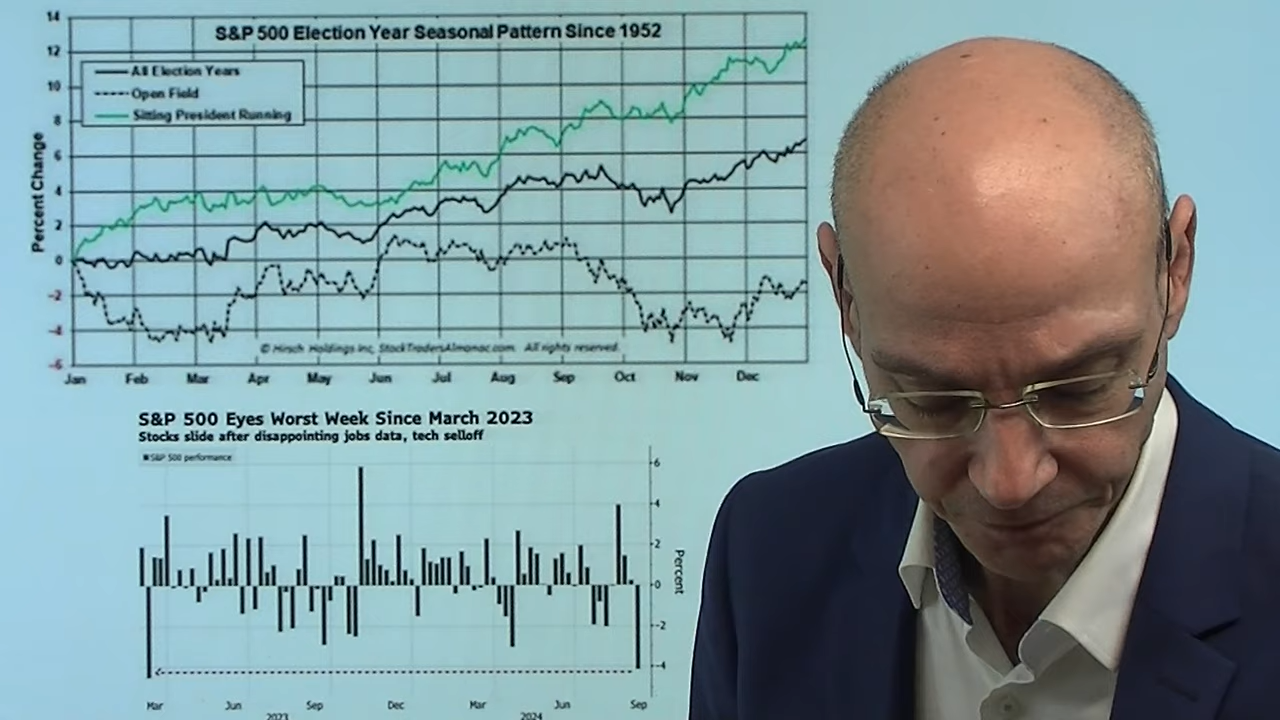 S&P 500 Election Year Seasonal Pattern Since 1952
All Election Years
Open Field
Sitting President Running
Percent Change
14
12
10
8
6
4
2
0
-2
-4
-6
© Hirsch Holdings Inc, StockTradersAlmanac.com. All rights reserved.
Jan Feb Mar Apr May Jun Jul Aug Sep Oct Nov Dec
S&P 500 Eyes Worst Week Since March 2023
Stocks slide after disappointing jobs data, tech selloff
S&P 500 performance
6
4
2
0
-2
-4
Percent
Mar Jun Sep Dec Mar Jun Sep
2023 2024